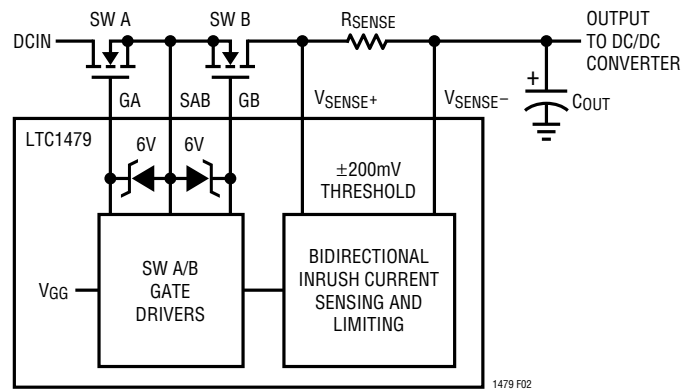 SW A
SW B
RSENSE
OUTPUT
TO DC/DC
CONVERTER
DCIN
+
COUT
GA
SAB
GB
VSENSE+
VSENSE–
LTC1479
6V
6V
±200mV
THRESHOLD
SW A/B
GATE
DRIVERS
BIDIRECTIONAL
INRUSH CURRENT
SENSING AND
LIMITING
VGG
1479 F02